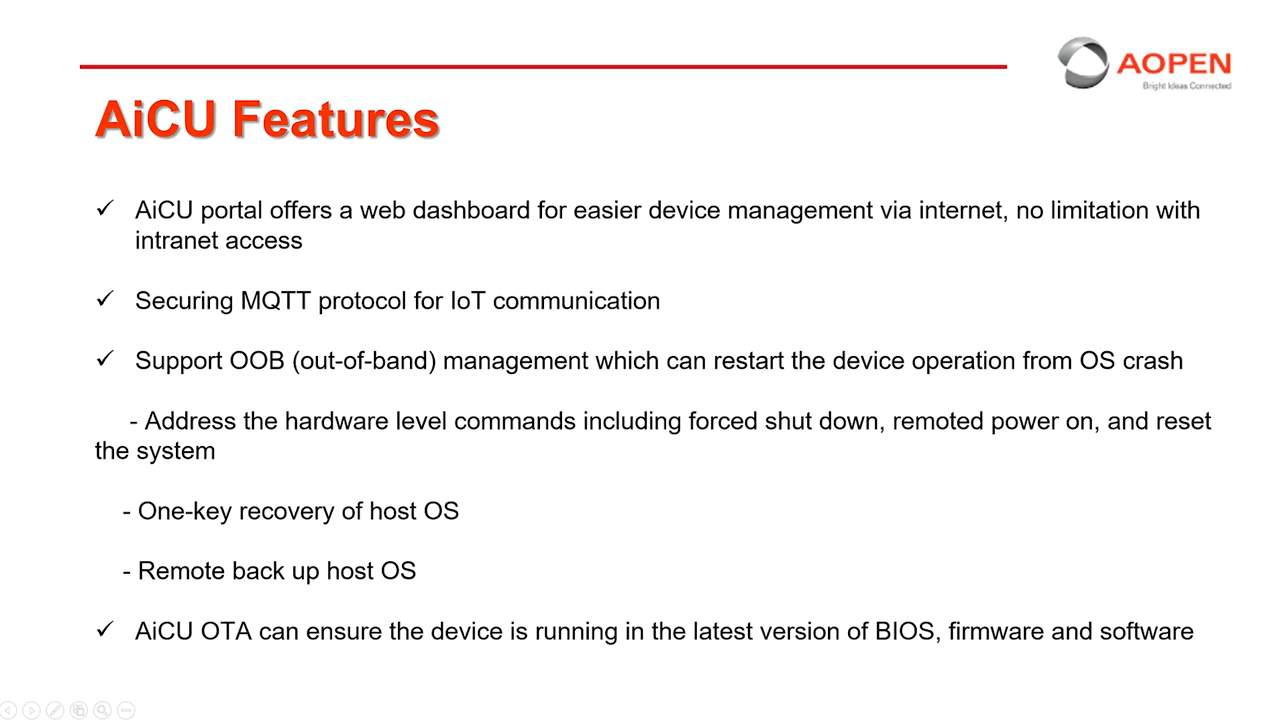 AOPEN
Bright Ideas Connected
AiCU Features
✓ AiCU portal offers a web dashboard for easier device management via internet, no limitation with
intranet access
✓ Securing MQTT protocol for IoT communication
✓ Support OOB (out-of-band) management which can restart the device operation from OS crash
- Address the hardware level commands including forced shut down, remoted power on, and reset
the system
- One-key recovery of host OS
- Remote back up host OS
✓ AiCU OTA can ensure the device is running in the latest version of BIOS, firmware and software